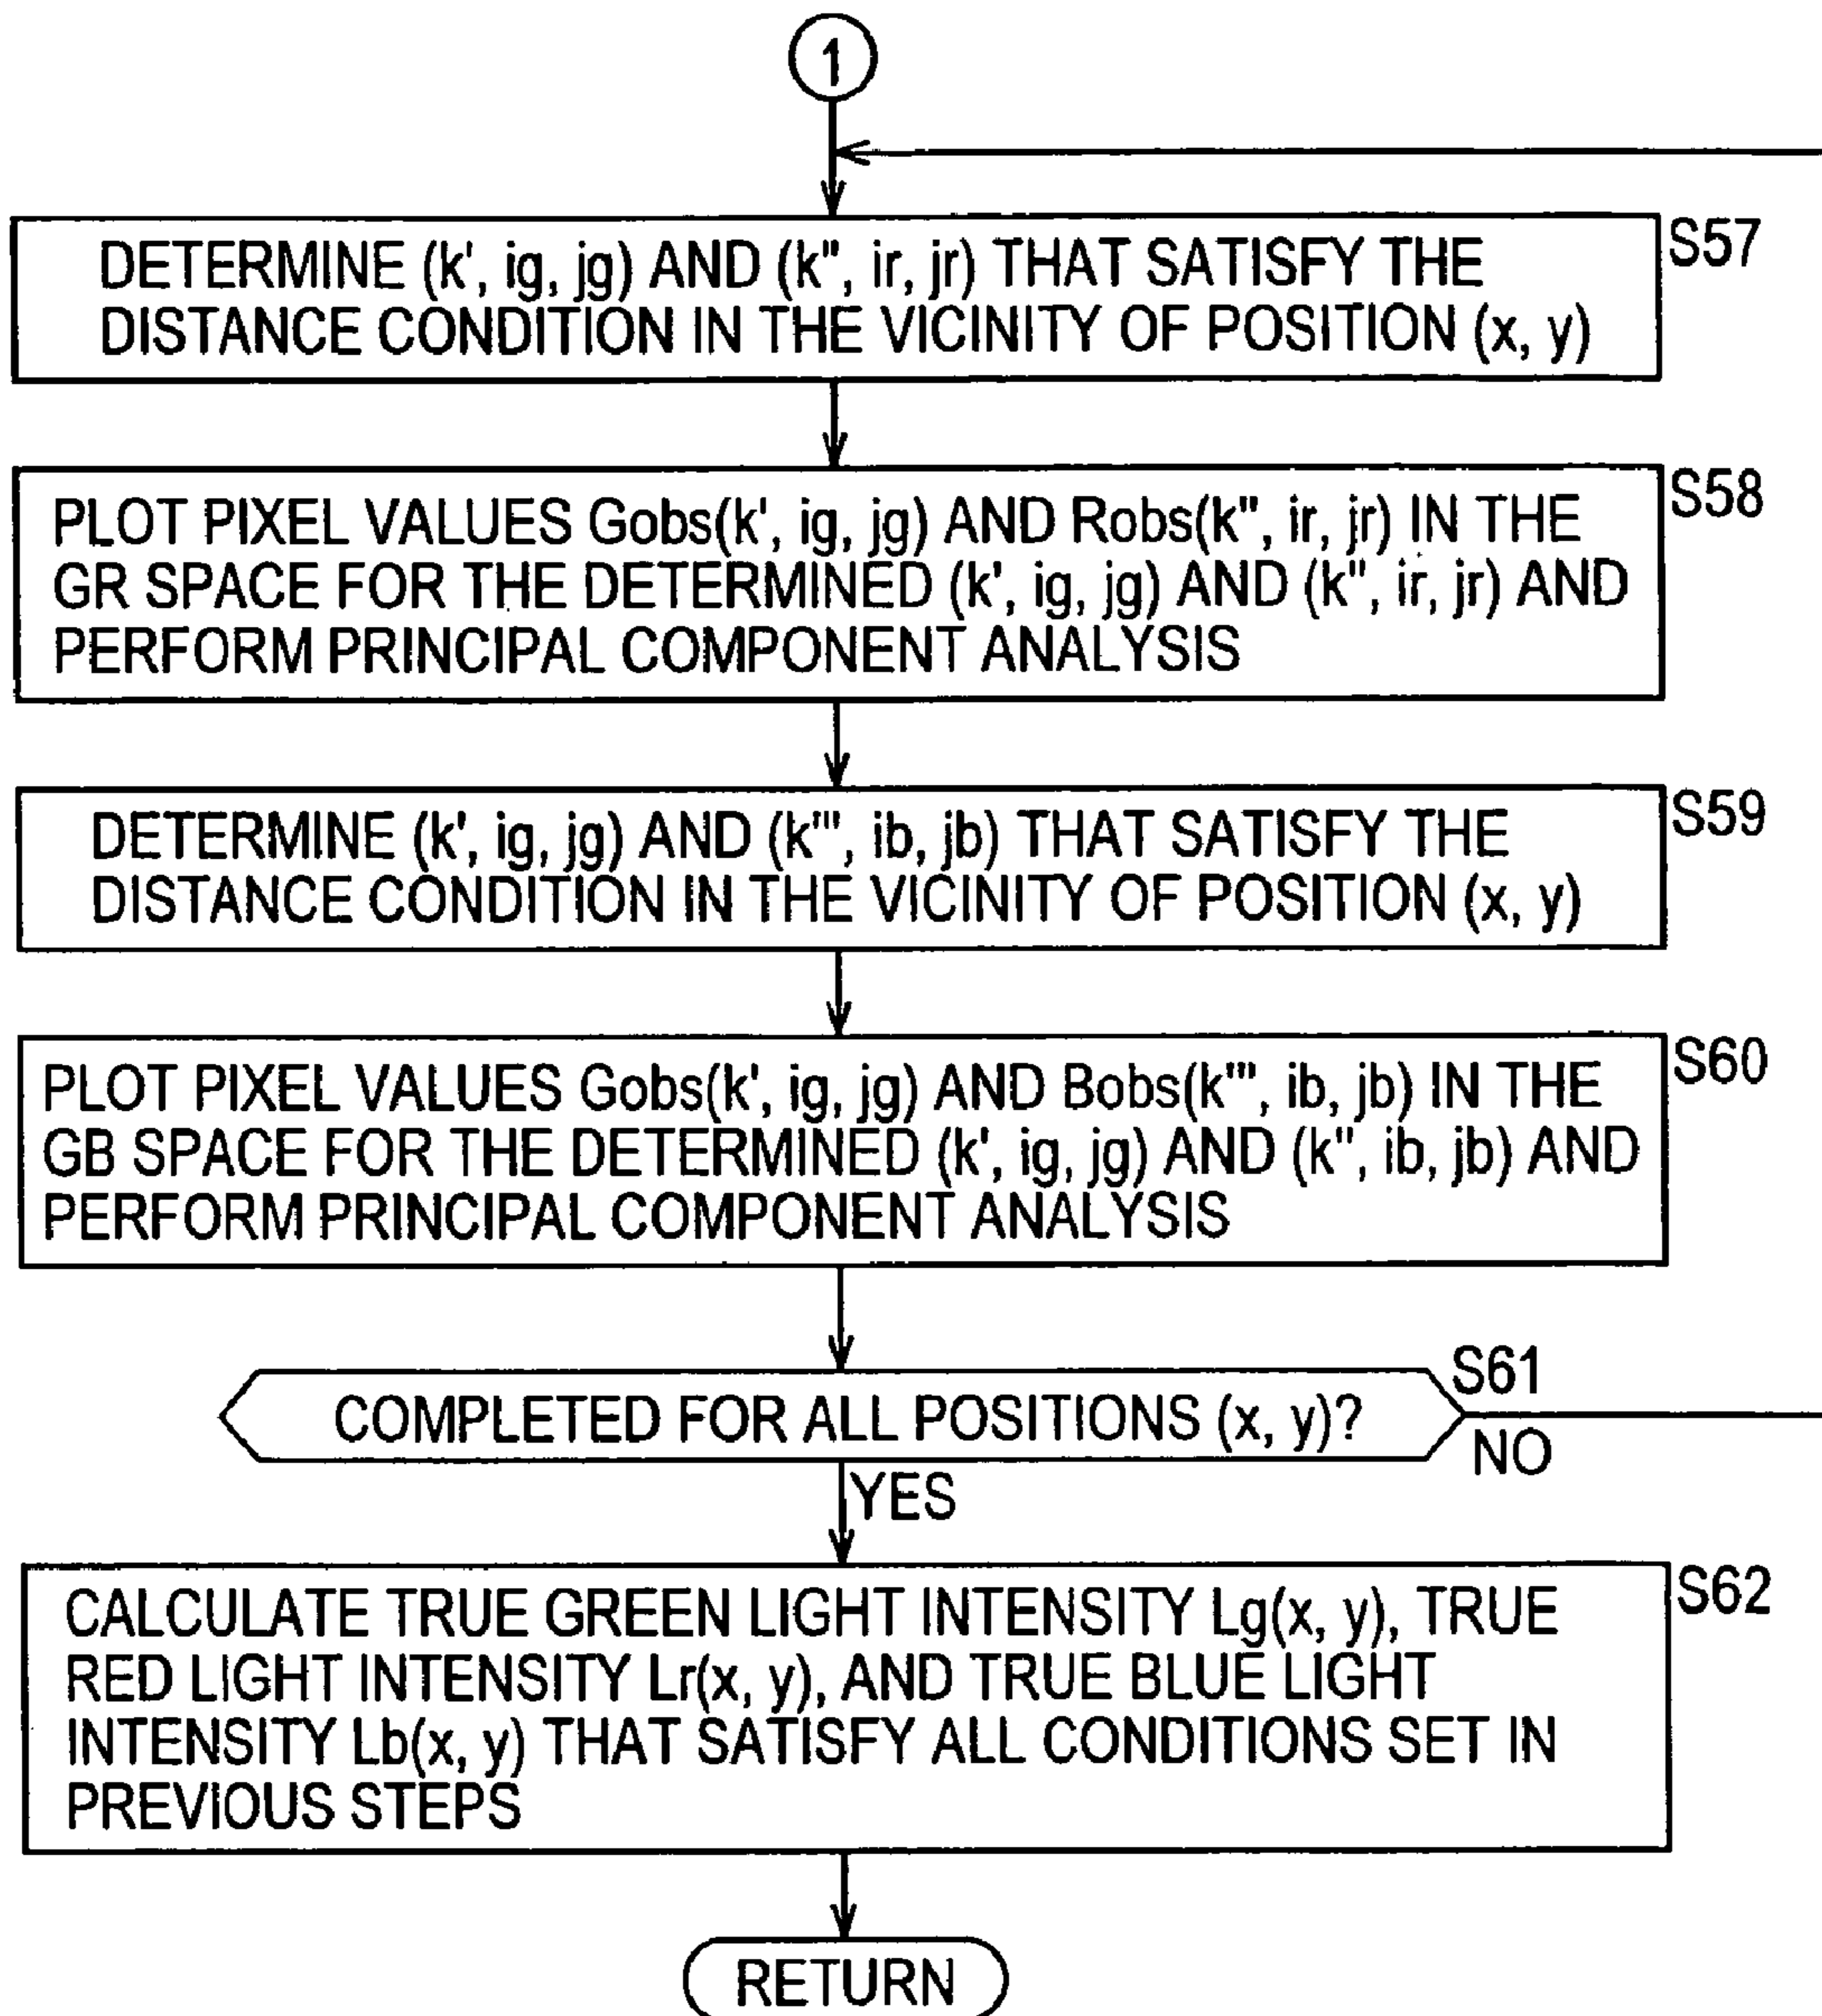 1
DETERMINE (k', ig, jg) AND (k", ir, jr) THAT SATISFY THE
DISTANCE CONDITION IN THE VICINITY OF POSITION (x, y)
S57
PLOT PIXEL VALUES Gobs(k', ig, jg) AND Robs(k", ir, jr) IN THE
GR SPACE FOR THE DETERMINED (k', ig, jg) AND (k", ir, jr) AND
PERFORM PRINCIPAL COMPONENT ANALYSIS
S58
DETERMINE (k', ig, jg) AND (k''', ib, jb) THAT SATISFY THE
DISTANCE CONDITION IN THE VICINITY OF POSITION (x, y)
S59
PLOT PIXEL VALUES Gobs(k', ig, jg) AND Bobs(k''', ib, jb) IN THE
GB SPACE FOR THE DETERMINED (k', ig, jg) AND (k", ib, jb) AND
PERFORM PRINCIPAL COMPONENT ANALYSIS
S60
COMPLETED FOR ALL POSITIONS (x, y)?
S61
NO
YES
CALCULATE TRUE GREEN LIGHT INTENSITY Lg(x, y), TRUE
RED LIGHT INTENSITY Lr(x, y), AND TRUE BLUE LIGHT
INTENSITY Lb(x, y) THAT SATISFY ALL CONDITIONS SET IN
PREVIOUS STEPS
S62
RETURN